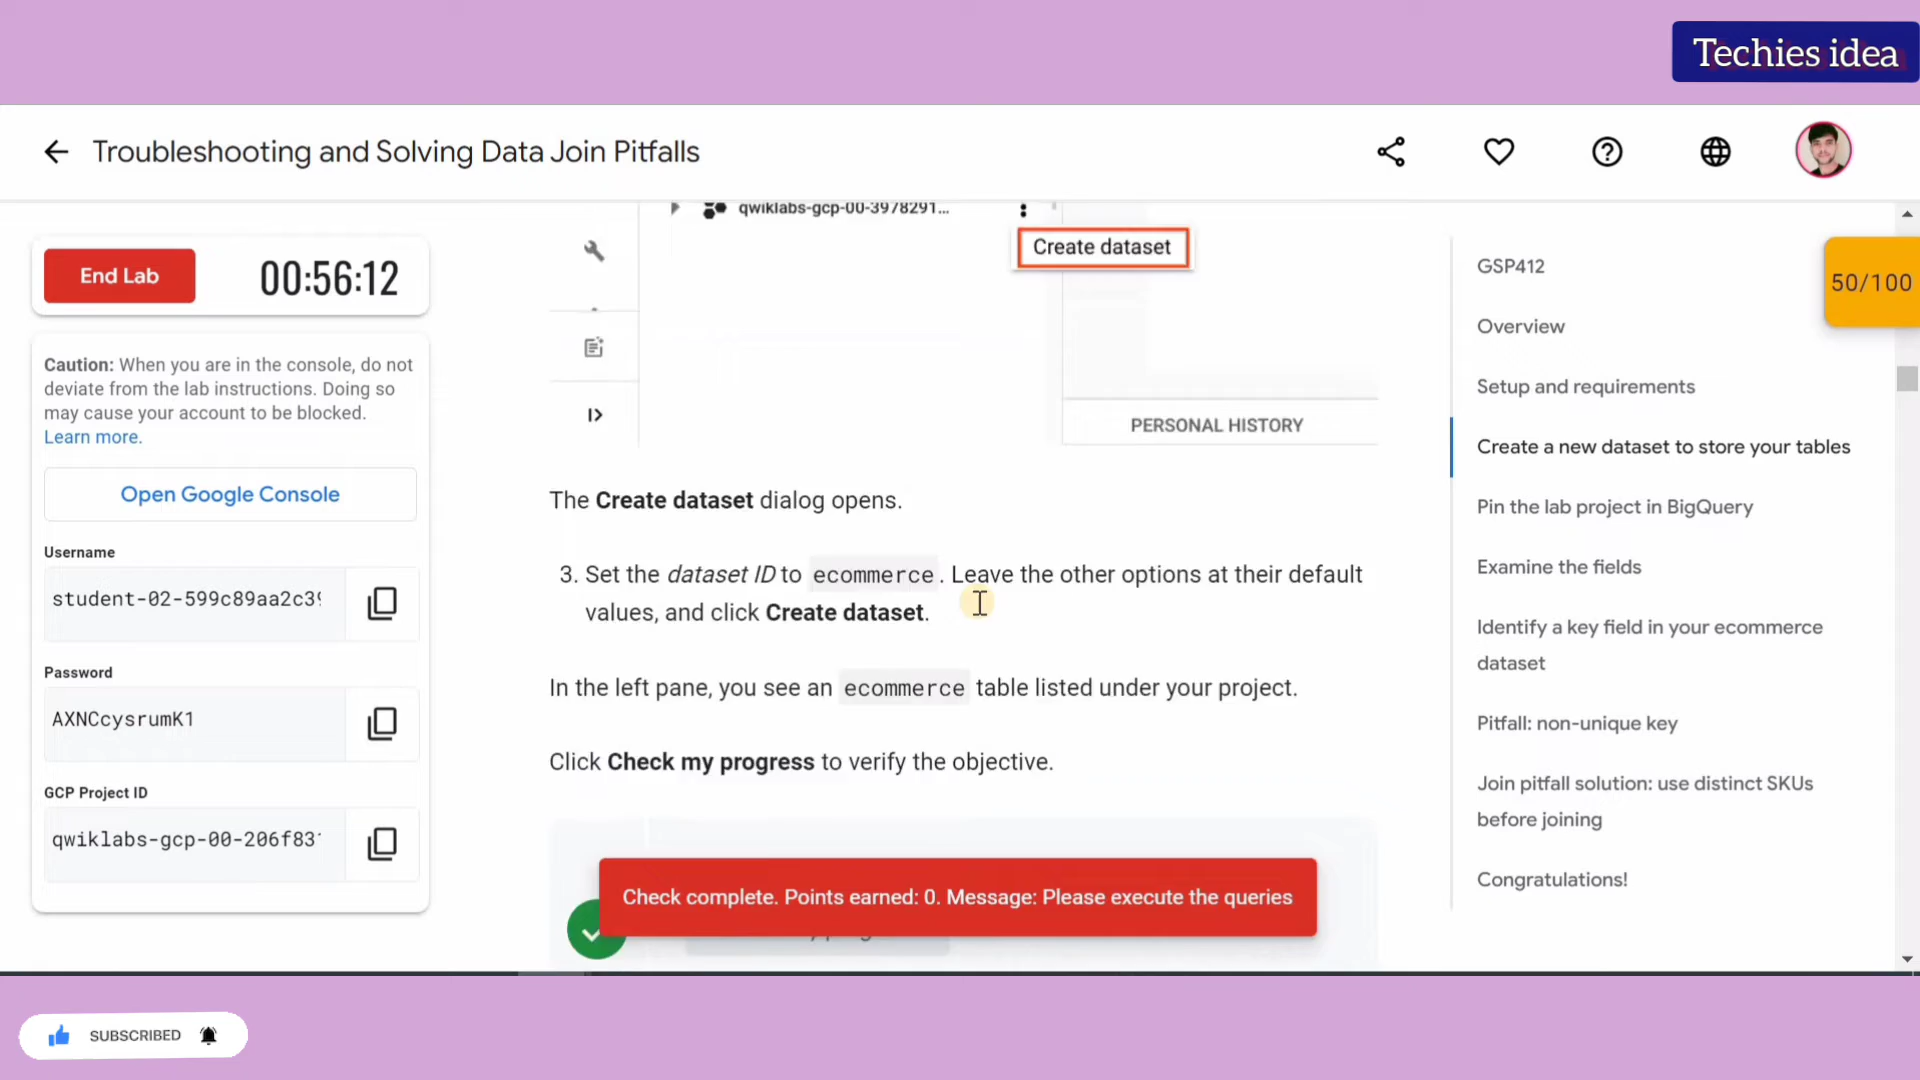 Techies idea
Troubleshooting and Solving Data Join Pitfalls
qwiklabs-gcp-00-3978291...
Create dataset
PERSONAL HISTORY
End Lab
00:56:12
Caution: When you are in the console, do not
deviate from the lab instructions. Doing so
may cause your account to be blocked.
Learn more.
Open Google Console
Username
student-02-599c89aa2c3
Password
AXNCcysrumK1
GCP Project ID
qwiklabs-gcp-00-206f83
The Create dataset dialog opens.
3. Set the dataset ID to ecommerce. Leave the other options at their default
values, and click Create dataset.
In the left pane, you see an ecommerce table listed under your project.
Click Check my progress to verify the objective.
Check complete. Points earned: 0. Message: Please execute the queries
GSP412
Overview
Setup and requirements
Create a new dataset to store your tables
Pin the lab project in BigQuery
Examine the fields
Identify a key field in your ecommerce
dataset
Pitfall: non-unique key
Join pitfall solution: use distinct SKUs
before joining
Congratulations!
50/100
SUBSCRIBED